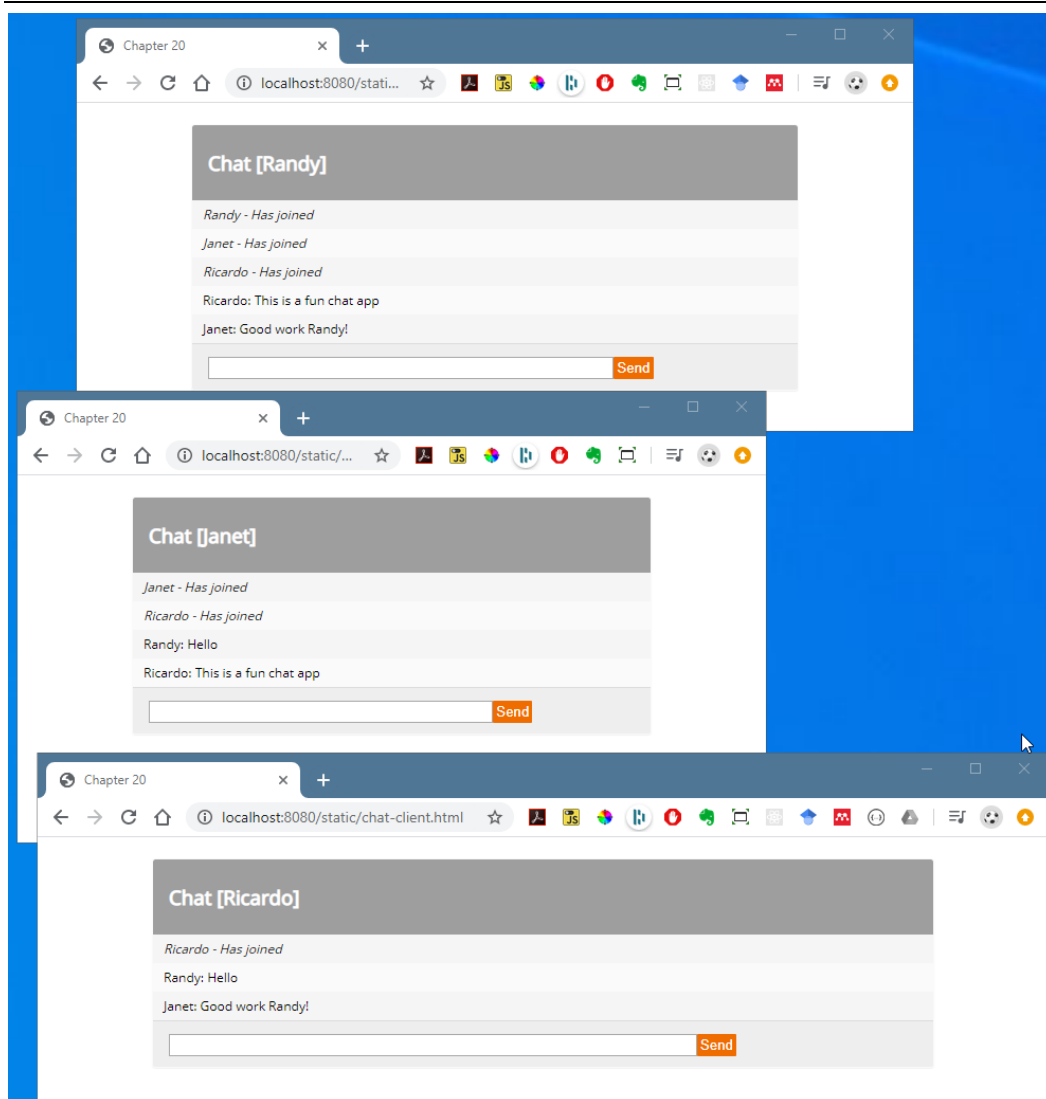 Chapter 20
localhost:8080/stati...
JS
Chat [Randy]
Randy - Has joined
Janet - Has joined
Ricardo - Has joined
Ricardo: This is a fun chat app
Janet: Good work Randy!
Send
Chapter 20
localhost:8080/static/...
JS
Chat [Janet]
Janet - Has joined
Ricardo - Has joined
Randy: Hello
Ricardo: This is a fun chat app
Send
Chapter 20
localhost:8080/static/chat-client.html
JS
Chat [Ricardo]
Ricardo - Has joined
Randy: Hello
Janet: Good work Randy!
Send